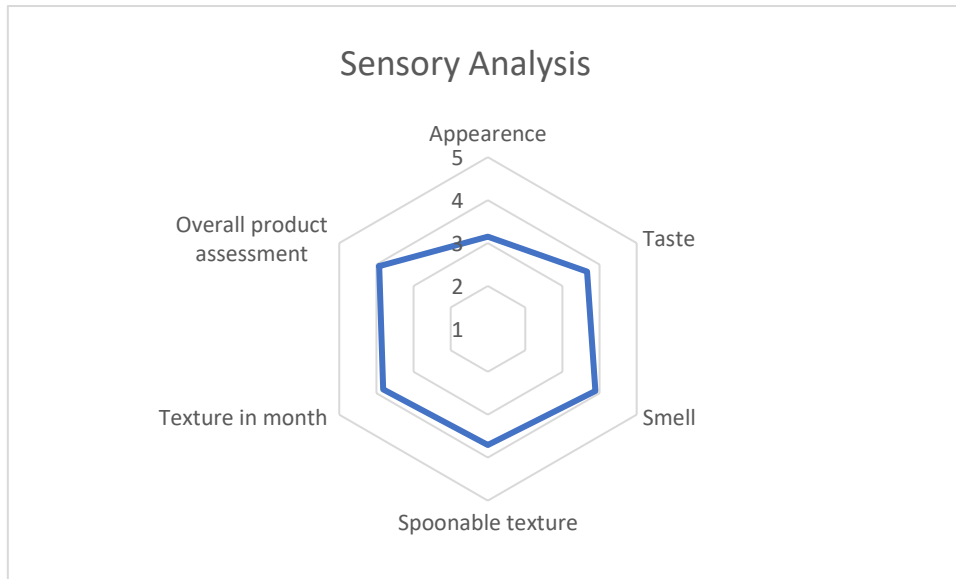 Sensory Analysis
Appearence
5
4
3
2
1
Taste
Smell
Spoonable texture
Texture in month
Overall product
assessment